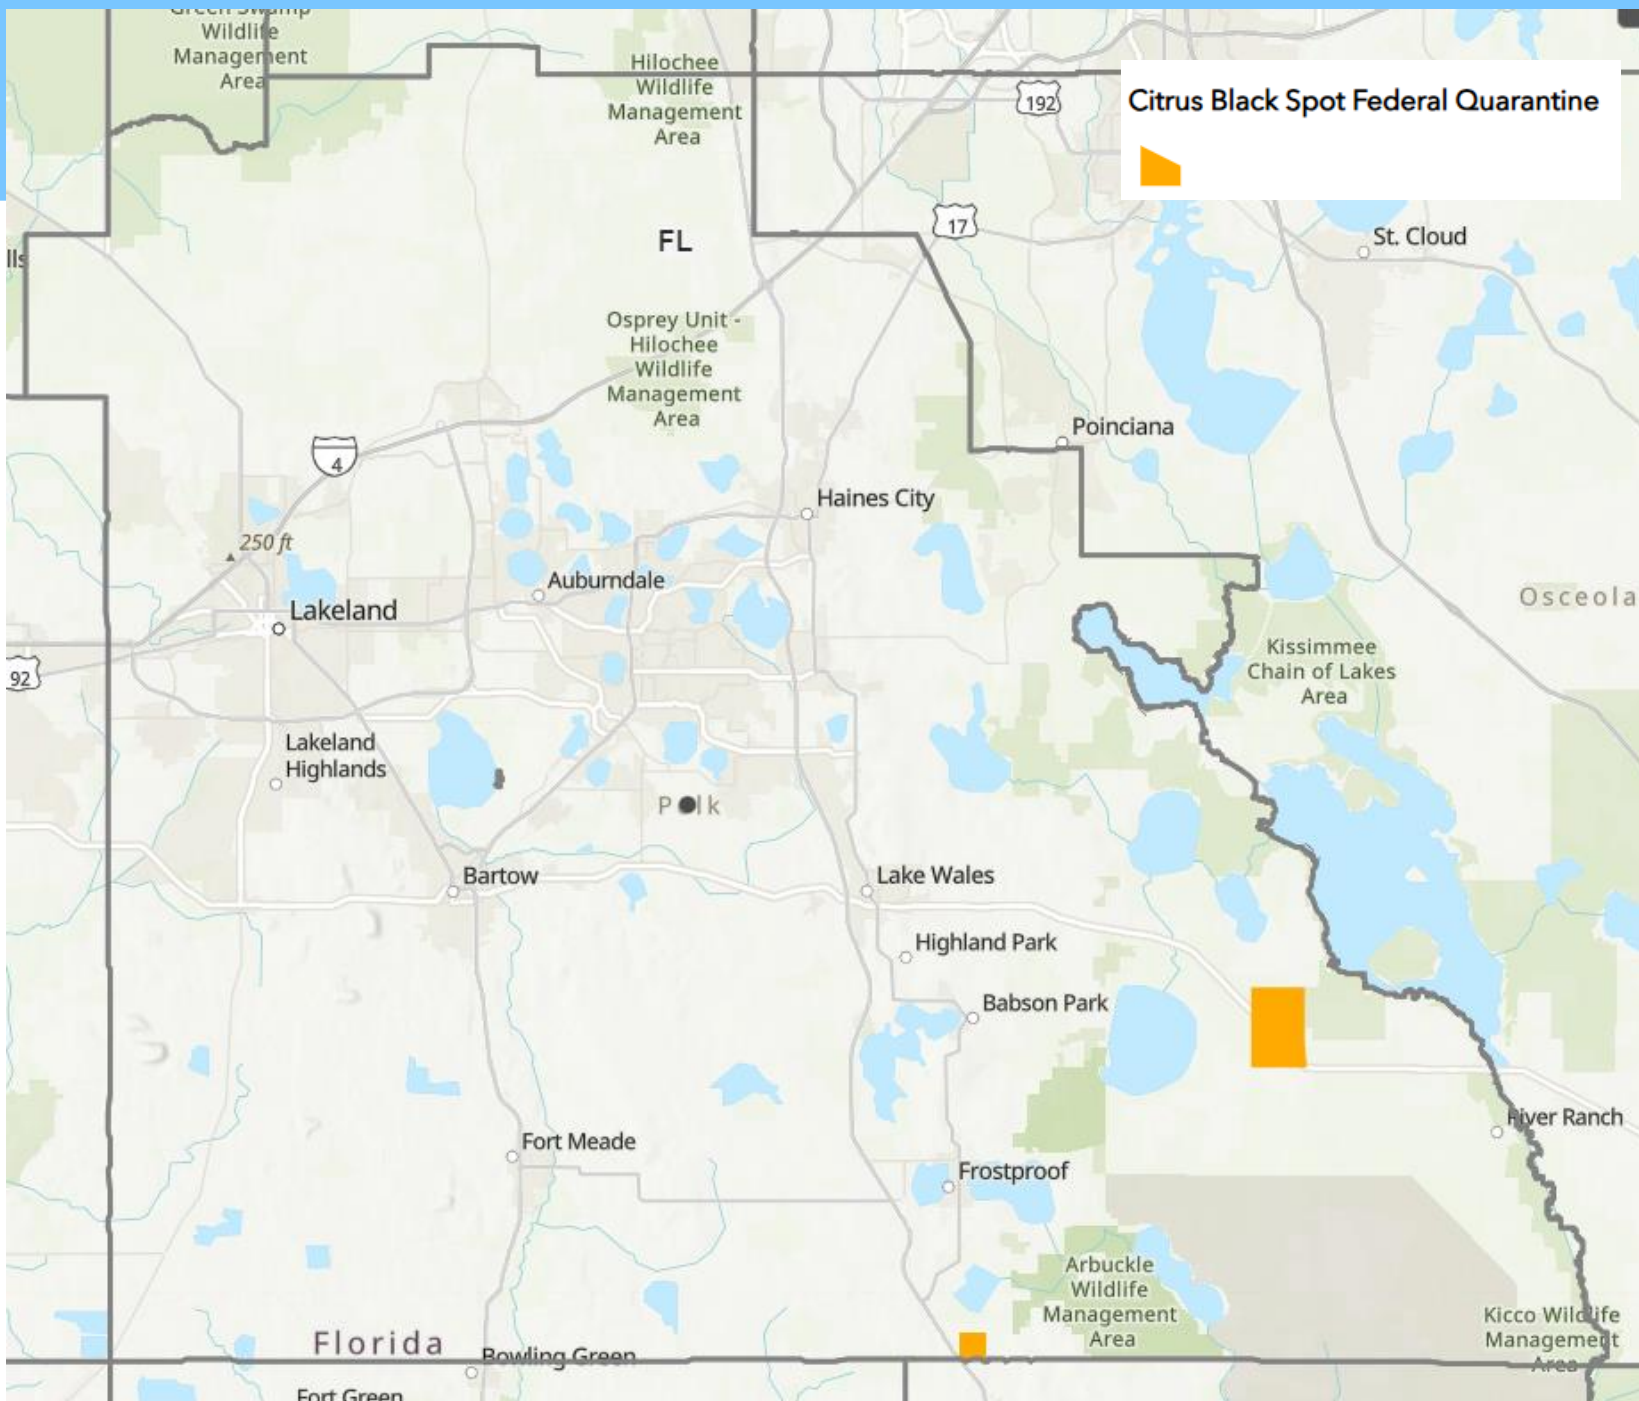 Green Swamp
Wildlife
Management
Area
Hilochee
Wildlife
Management
Area
192
Citrus Black Spot Federal Quarantine
17
St. Cloud
FL
lls
Osprey Unit -
Hilochee
Wildlife
Management
Area
Poinciana
4
Haines City
250 ft
Auburndale
Lakeland
Osceola
Kissimmee
Chain of Lakes
Area
92
Lakeland
Highlands
Polk
Bartow
Lake Wales
Highland Park
Babson Park
River Ranch
Fort Meade
Frostproof
Arbuckle
Wildlife
Management
Area
Kicco Wildlife
Management
Area
Florida
Bowling Green
Fort Green